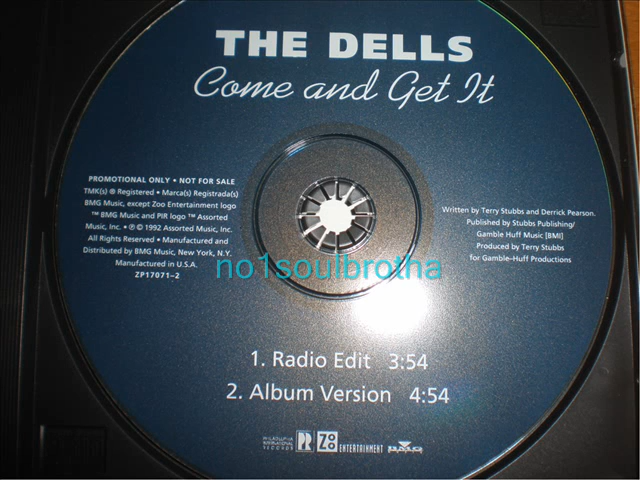 THE DELLS
Come and Get It
PROMOTIONAL ONLY • NOT FOR SALE
TMK(s) ® Registered • Marca(s) Registrada(s)
BMG Music, except Zoo Entertainment logo
™ BMG Music and PIR logo ™ Assorted
Music, Inc. • ℗ © 1992 Assorted Music, Inc.
All Rights Reserved • Manufactured and
Distributed by BMG Music, New York, N.Y.
Manufactured in U.S.A.
ZP17071-2
Written by Terry Stubbs and Derrick Pearson.
Published by Stubbs Publishing/
Gamble Huff Music [BMI]
Produced by Terry Stubbs
for Gamble-Huff Productions
no1soulbrotha
1. Radio Edit 3:54
2. Album Version 4:54
PHILADELPHIA
INTERNATIONAL
RECORDS
ZOO
ENTERTAINMENT
BMG